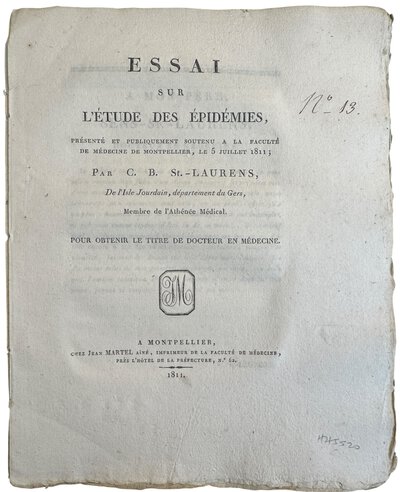 ESSAI
SUR
L'ÉTUDE DES ÉPIDÉMIES,
PRÉSENTÉ ET PUBLIQUEMENT SOUTENU A LA FACULTÉ
DE MÉDECINE DE MONTPELLIER, LE 5 JUILLET 1811;
PAR C. B. St.-LAURENS,
De l'Isle Jourdain, département du Gers,
Membre de l'Athénée Médical.
POUR OBTENIR LE TITRE DE DOCTEUR EN MÉDECINE.
N° 13.
JM
A MONTPELLIER,
CHEZ JEAN MARTEL AÎNÉ, IMPRIMEUR DE LA FACULTÉ DE MÉDECINE,
PRÈS L'HÔTEL DE LA PRÉFECTURE, N.° 62.
1811.